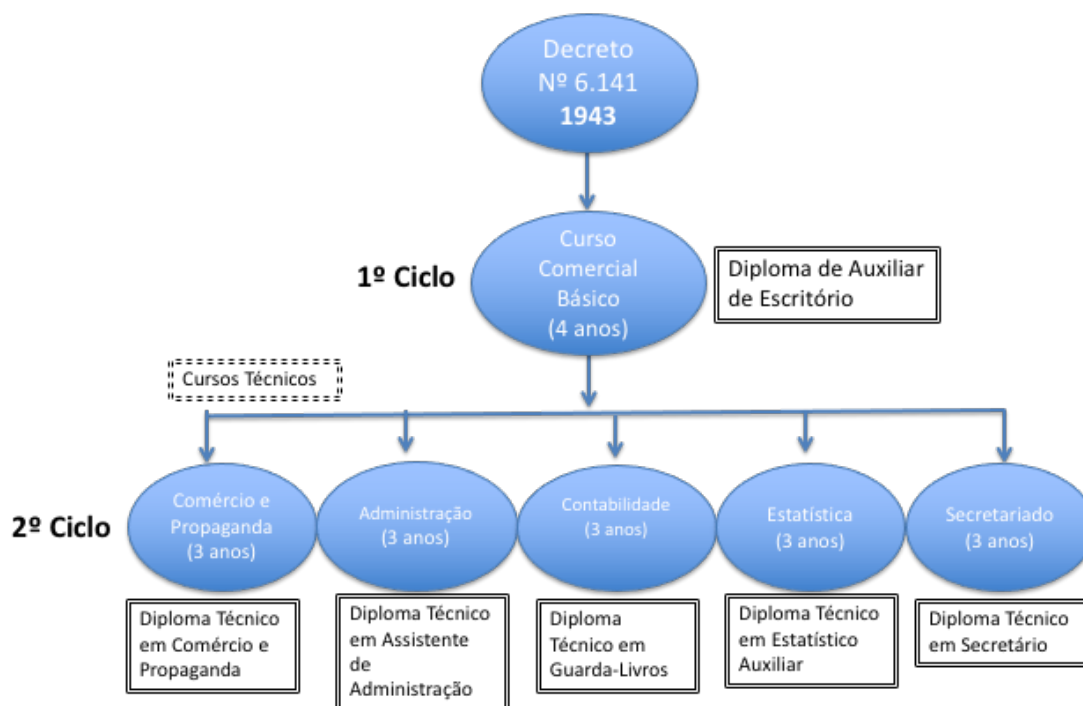 Decreto
Nº 6.141
1943
1º Ciclo
Curso
Comercial
Básico
(4 anos)
Diploma de Auxiliar
de Escritório
Cursos Técnicos
2º Ciclo
Comércio e
Propaganda
(3 anos)
Administração
(3 anos)
Contabilidade
(3 anos)
Estatística
(3 anos)
Secretariado
(3 anos)
Diploma Técnico
em Comércio e
Propaganda
Diploma Técnico
em Assistente
de
Administração
Diploma
Técnico em
Guarda-Livros
Diploma Técnico
em Estatístico
Auxiliar
Diploma Técnico
em Secretário